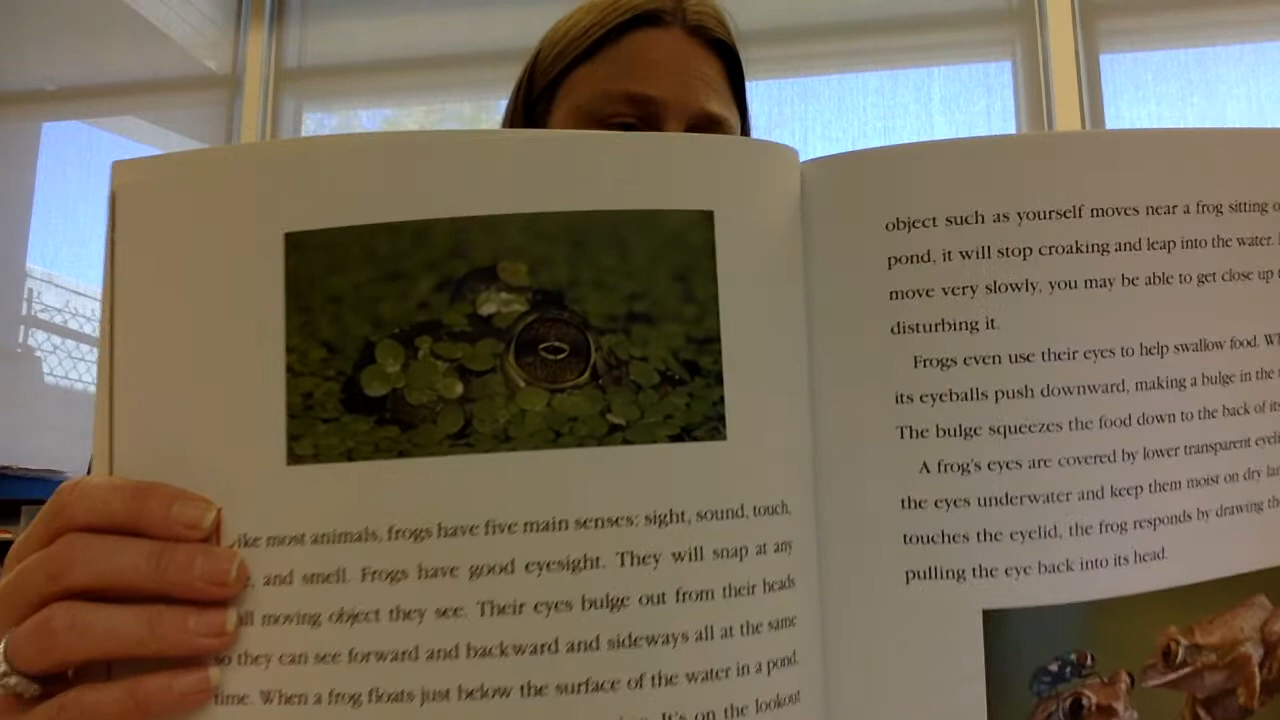 ike most animals, frogs have five main senses: sight, sound, touch,
and smell. Frogs have good eyesight. They will snap at any
all moving object they see. Their eyes bulge out from their heads
so they can see forward and backward and sideways all at the same
time. When a frog floats just below the surface of the water in a pond,
It's on the lookout
object such as yourself moves near a frog sitting
pond, it will stop croaking and leap into the water.
move very slowly, you may be able to get close up
disturbing it.
Frogs even use their eyes to help swallow food.
its eyeballs push downward, making a bulge in the
The bulge squeezes the food down to the back of
A frog's eyes are covered by lower transparent
the eyes underwater and keep them moist on dry
touches the eyelid, the frog responds by drawing
pulling the eye back into its head.